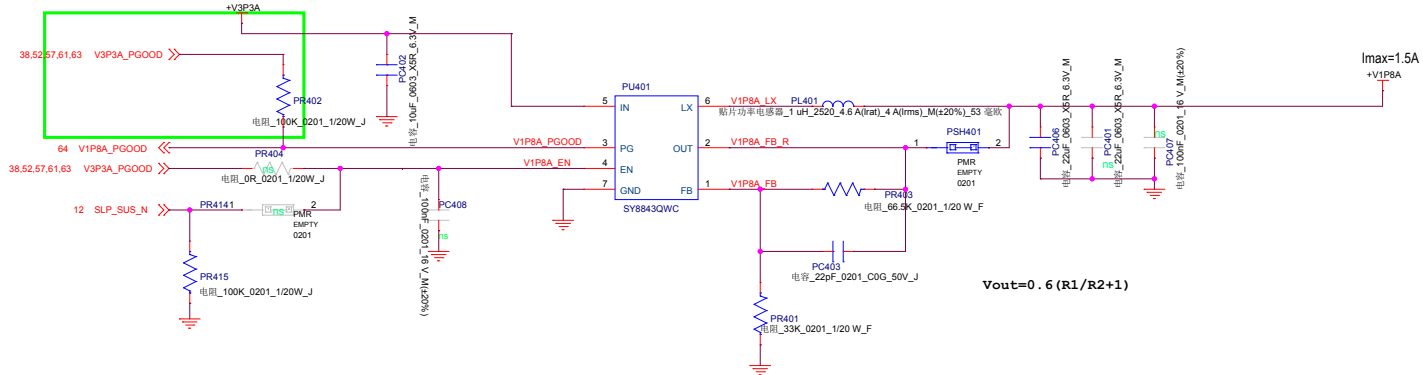 +V3P3A
38,52,57,61,63 V3P3A_PGOOD
PR402
电阻_100K_0201_1/20W_J
PC402
电容_10uF_0603_X5R_6.3V_M
64 V1P8A_PGOOD
V1P8A_PGOOD
38,52,57,61,63 V3P3A_PGOOD
PR404
ns
电阻_0R_0201_1/20W_J
V1P8A_EN
12 SLP_SUS_N
PR414
1
2
ns
PMR
EMPTY
0201
PR415
电阻_100K_0201_1/20W_J
PC408
电容_100nF_0201_16 V_M(±20%)
ns
PU401
5 IN
LX 6
3 PG
OUT 2
4 EN
7 GND
FB 1
SY8843QWC
V1P8A_LX
PL401
贴片功率电感器_1 uH_2520_4.6 A(Irat)_4 A(Irms)_M(±20%)_53 毫欧
V1P8A_FB_R
1
PSH401
2
PMR
EMPTY
0201
V1P8A_FB
PR403
电阻_66.5K_0201_1/20 W_F
PC403
电容_22pF_0201_C0G_50V_J
PR401
电阻_33K_0201_1/20 W_F
PC406
电容_22uF_0603_X5R_6.3V_M
PC401
ns
电容_22uF_0603_X5R_6.3V_M
PC407
ns
电容_100nF_0201_16 V_M(±20%)
Imax=1.5A
+V1P8A
Vout=0.6(R1/R2+1)